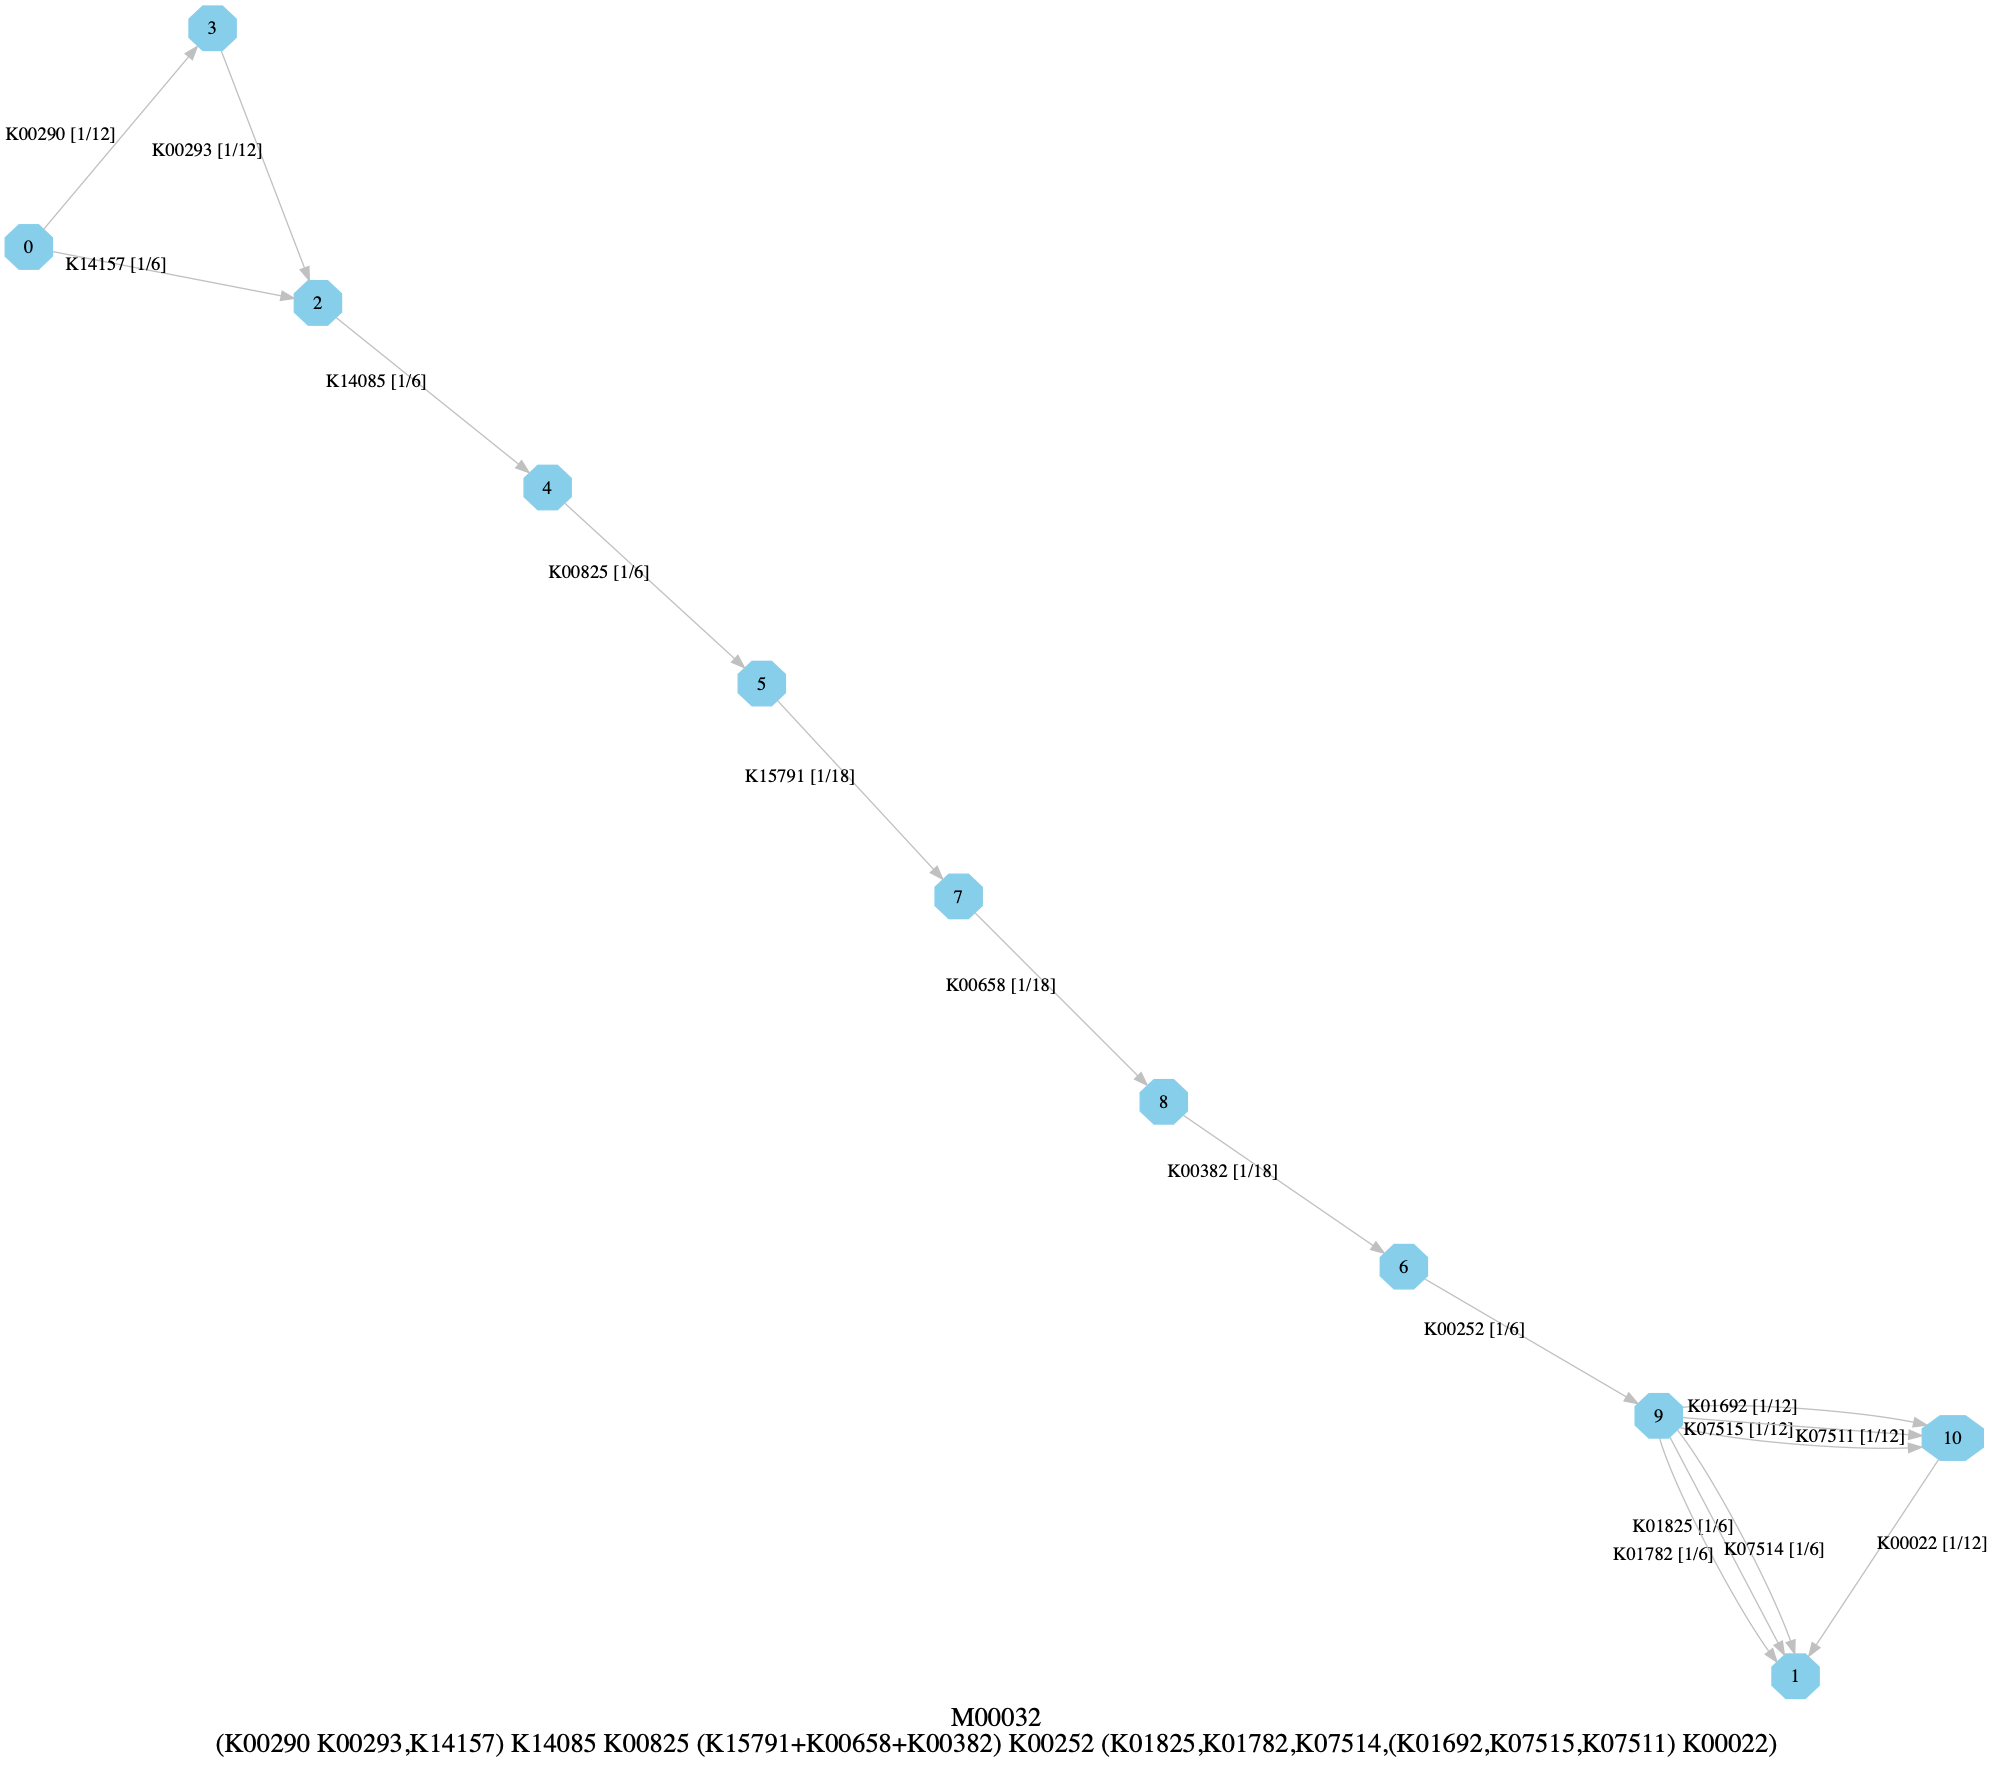 3
K00290 [1/12]
K00293 [1/12]
0
K14157 [1/6]
2
K14085 [1/6]
4
K00825 [1/6]
5
K15791 [1/18]
7
K00658 [1/18]
8
K00382 [1/18]
6
K00252 [1/6]
9
K01692 [1/12]
K07515 [1/12]
K07511 [1/12]
10
K01825 [1/6]
K01782 [1/6]
K07514 [1/6]
K00022 [1/12]
1
M00032
(K00290 K00293,K14157) K14085 K00825 (K15791+K00658+K00382) K00252 (K01825,K01782,K07514,(K01692,K07515,K07511) K00022)